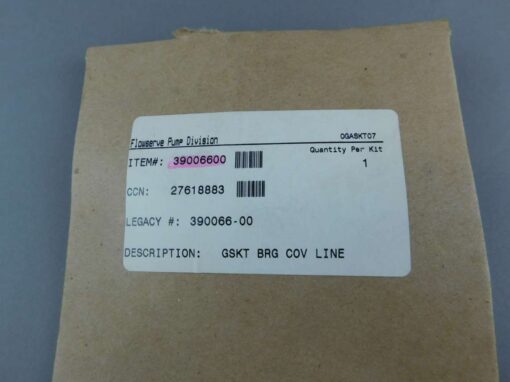 Flowserve Pump Division
0GASKT07
ITEM#: 39006600
Quantity Per Kit
1
CCN: 27618883
LEGACY #: 390066-00
DESCRIPTION: GSKT BRG COV LINE